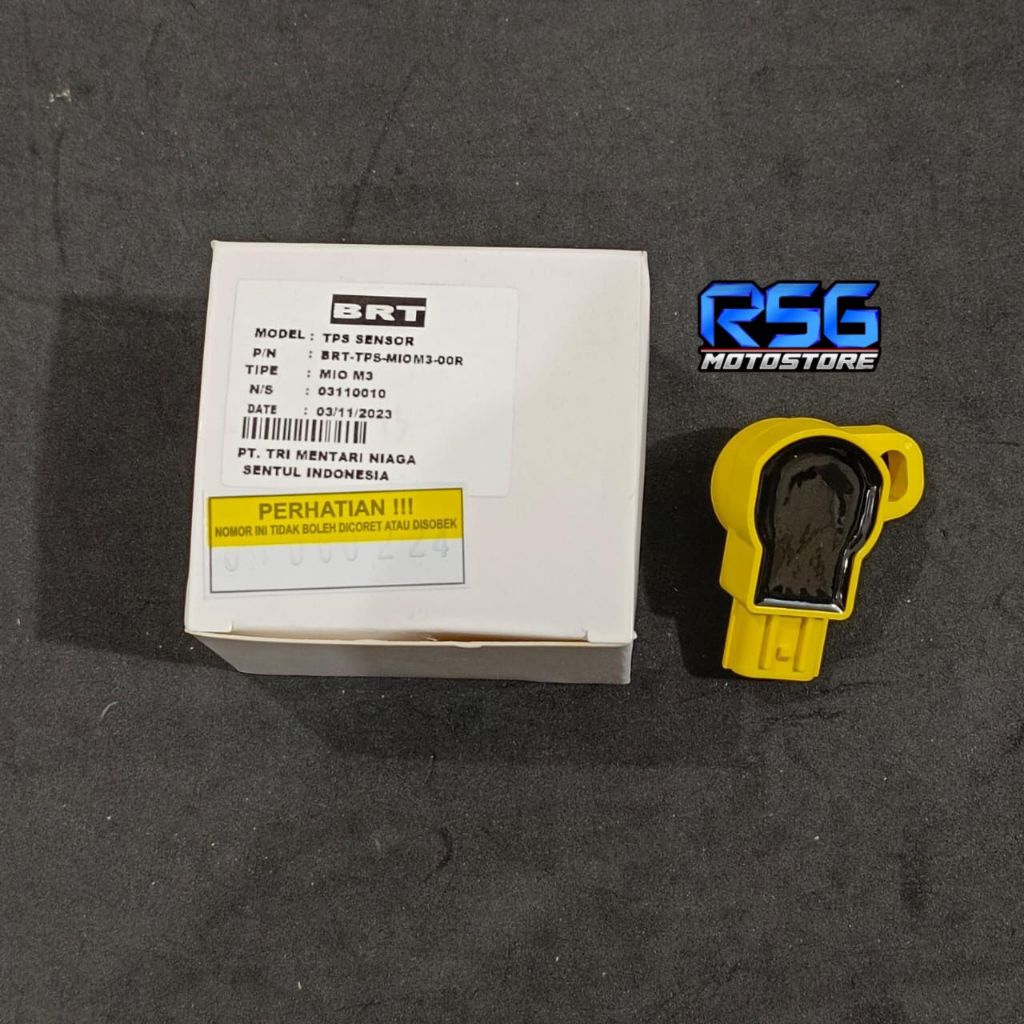 BRT
MODEL : TPS SENSOR
P/N : BRT-TPS-MIOM3-00R
TIPE : MIO M3
N/S : 03110010
DATE : 03/11/2023
PT. TRI MENTARI NIAGA
SENTUL INDONESIA
PERHATIAN !!!
NOMOR INI TIDAK BOLEH DICORET ATAU DISOBEK
RSG
MOTOSTORE